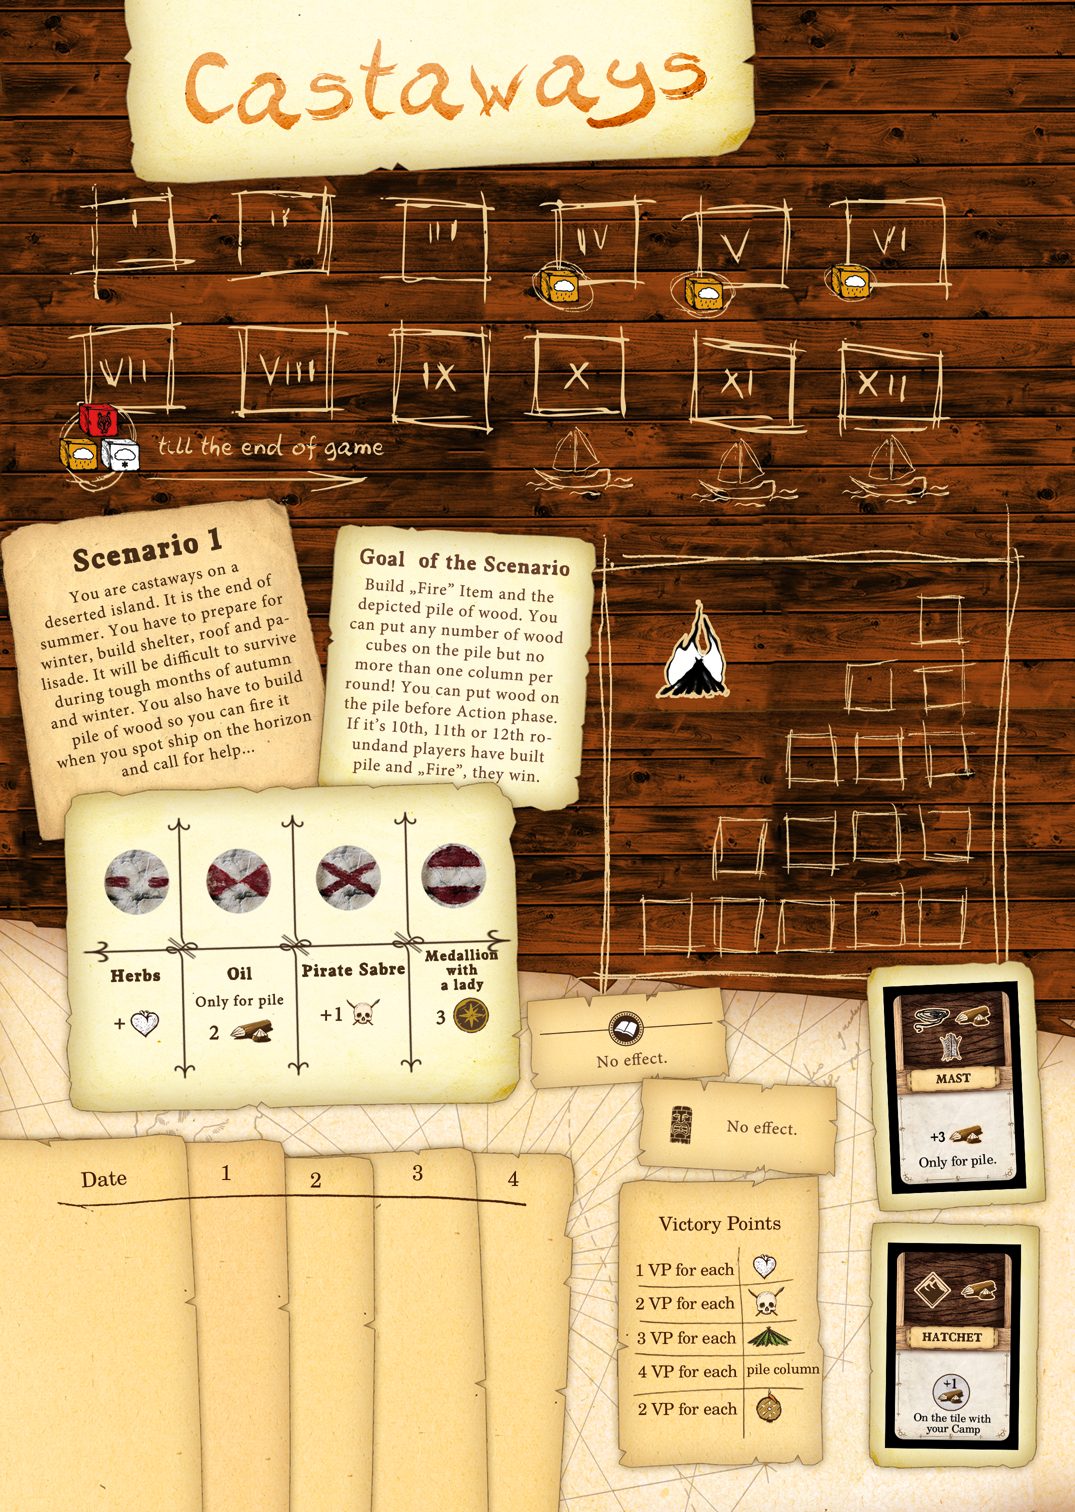 Castaways
I
II
III
IV
V
VI
VII
VIII
IX
X
XI
XII
till the end of game
Scenario 1
You are castaways on a
deserted island. It is the end of
summer. You have to prepare for
winter, build shelter, roof and pa-
lisade. It will be difficult to survive
during tough months of autumn
and winter. You also have to build
pile of wood so you can fire it
when you spot ship on the horizon
and call for help...
Goal of the Scenario
Build „Fire” Item and the
depicted pile of wood. You
can put any number of wood
cubes on the pile but no
more than one column per
round! You can put wood on
the pile before Action phase.
If it's 10th, 11th or 12th ro-
undand players have built
pile and „Fire”, they win.
Herbs
+
Oil
Only for pile
2
Pirate Sabre
+1
Medallion
with
a lady
3
No effect.
No effect.
MAST
+3
Only for pile.
Date
1
2
3
4
Victory Points
1 VP for each
2 VP for each
3 VP for each
4 VP for each pile column
2 VP for each
HATCHET
+1
On the tile with
your Camp